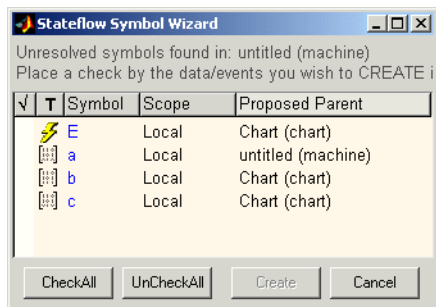 Stateflow Symbol Wizard
Unresolved symbols found in: untitled (machine)
Place a check by the data/events you wish to CREATE i
√ T Symbol Scope Proposed Parent
E Local Chart (chart)
a Local untitled (machine)
b Local Chart (chart)
c Local Chart (chart)
CheckAll UnCheckAll Create Cancel